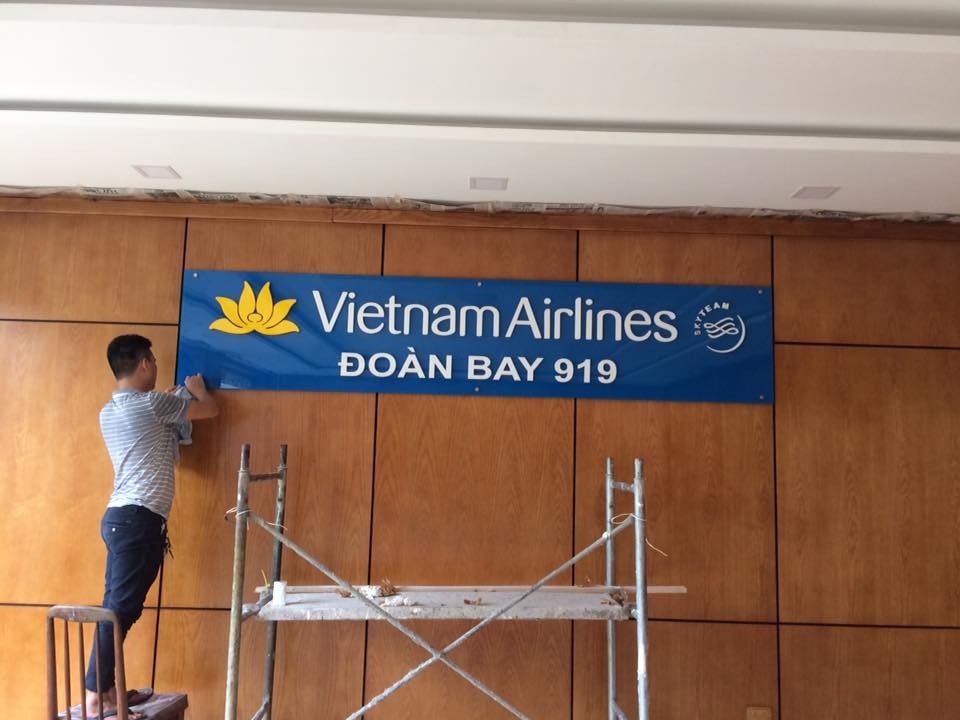 Vietnam Airlines
SKYTEAM
ĐOÀN BAY 919